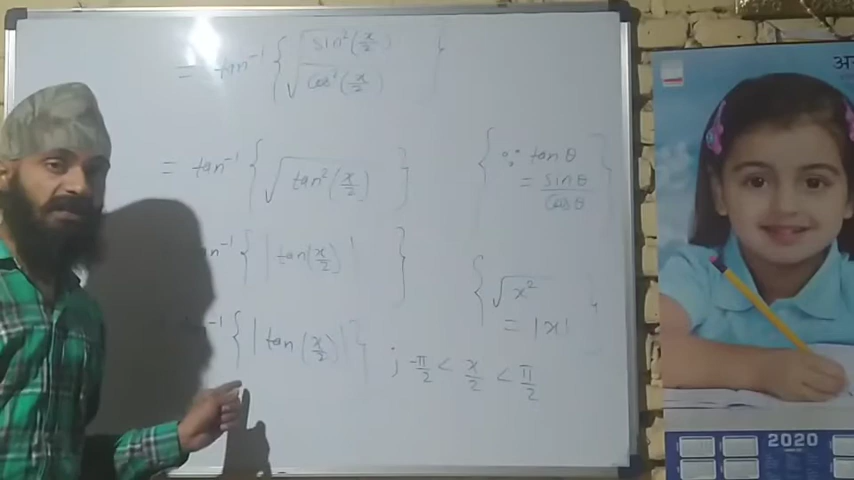 = tan⁻¹ { √sin²(x/2) / √cos²(x/2) }
= tan⁻¹ { √tan²(x/2) } { ∵ tan θ = sin θ / cos θ }
n⁻¹ { | tan(x/2) | } { √x² = |x| }
⁻¹ { | tan(x/2) | } ; -π/2 < x/2 < π/2
अ
2020